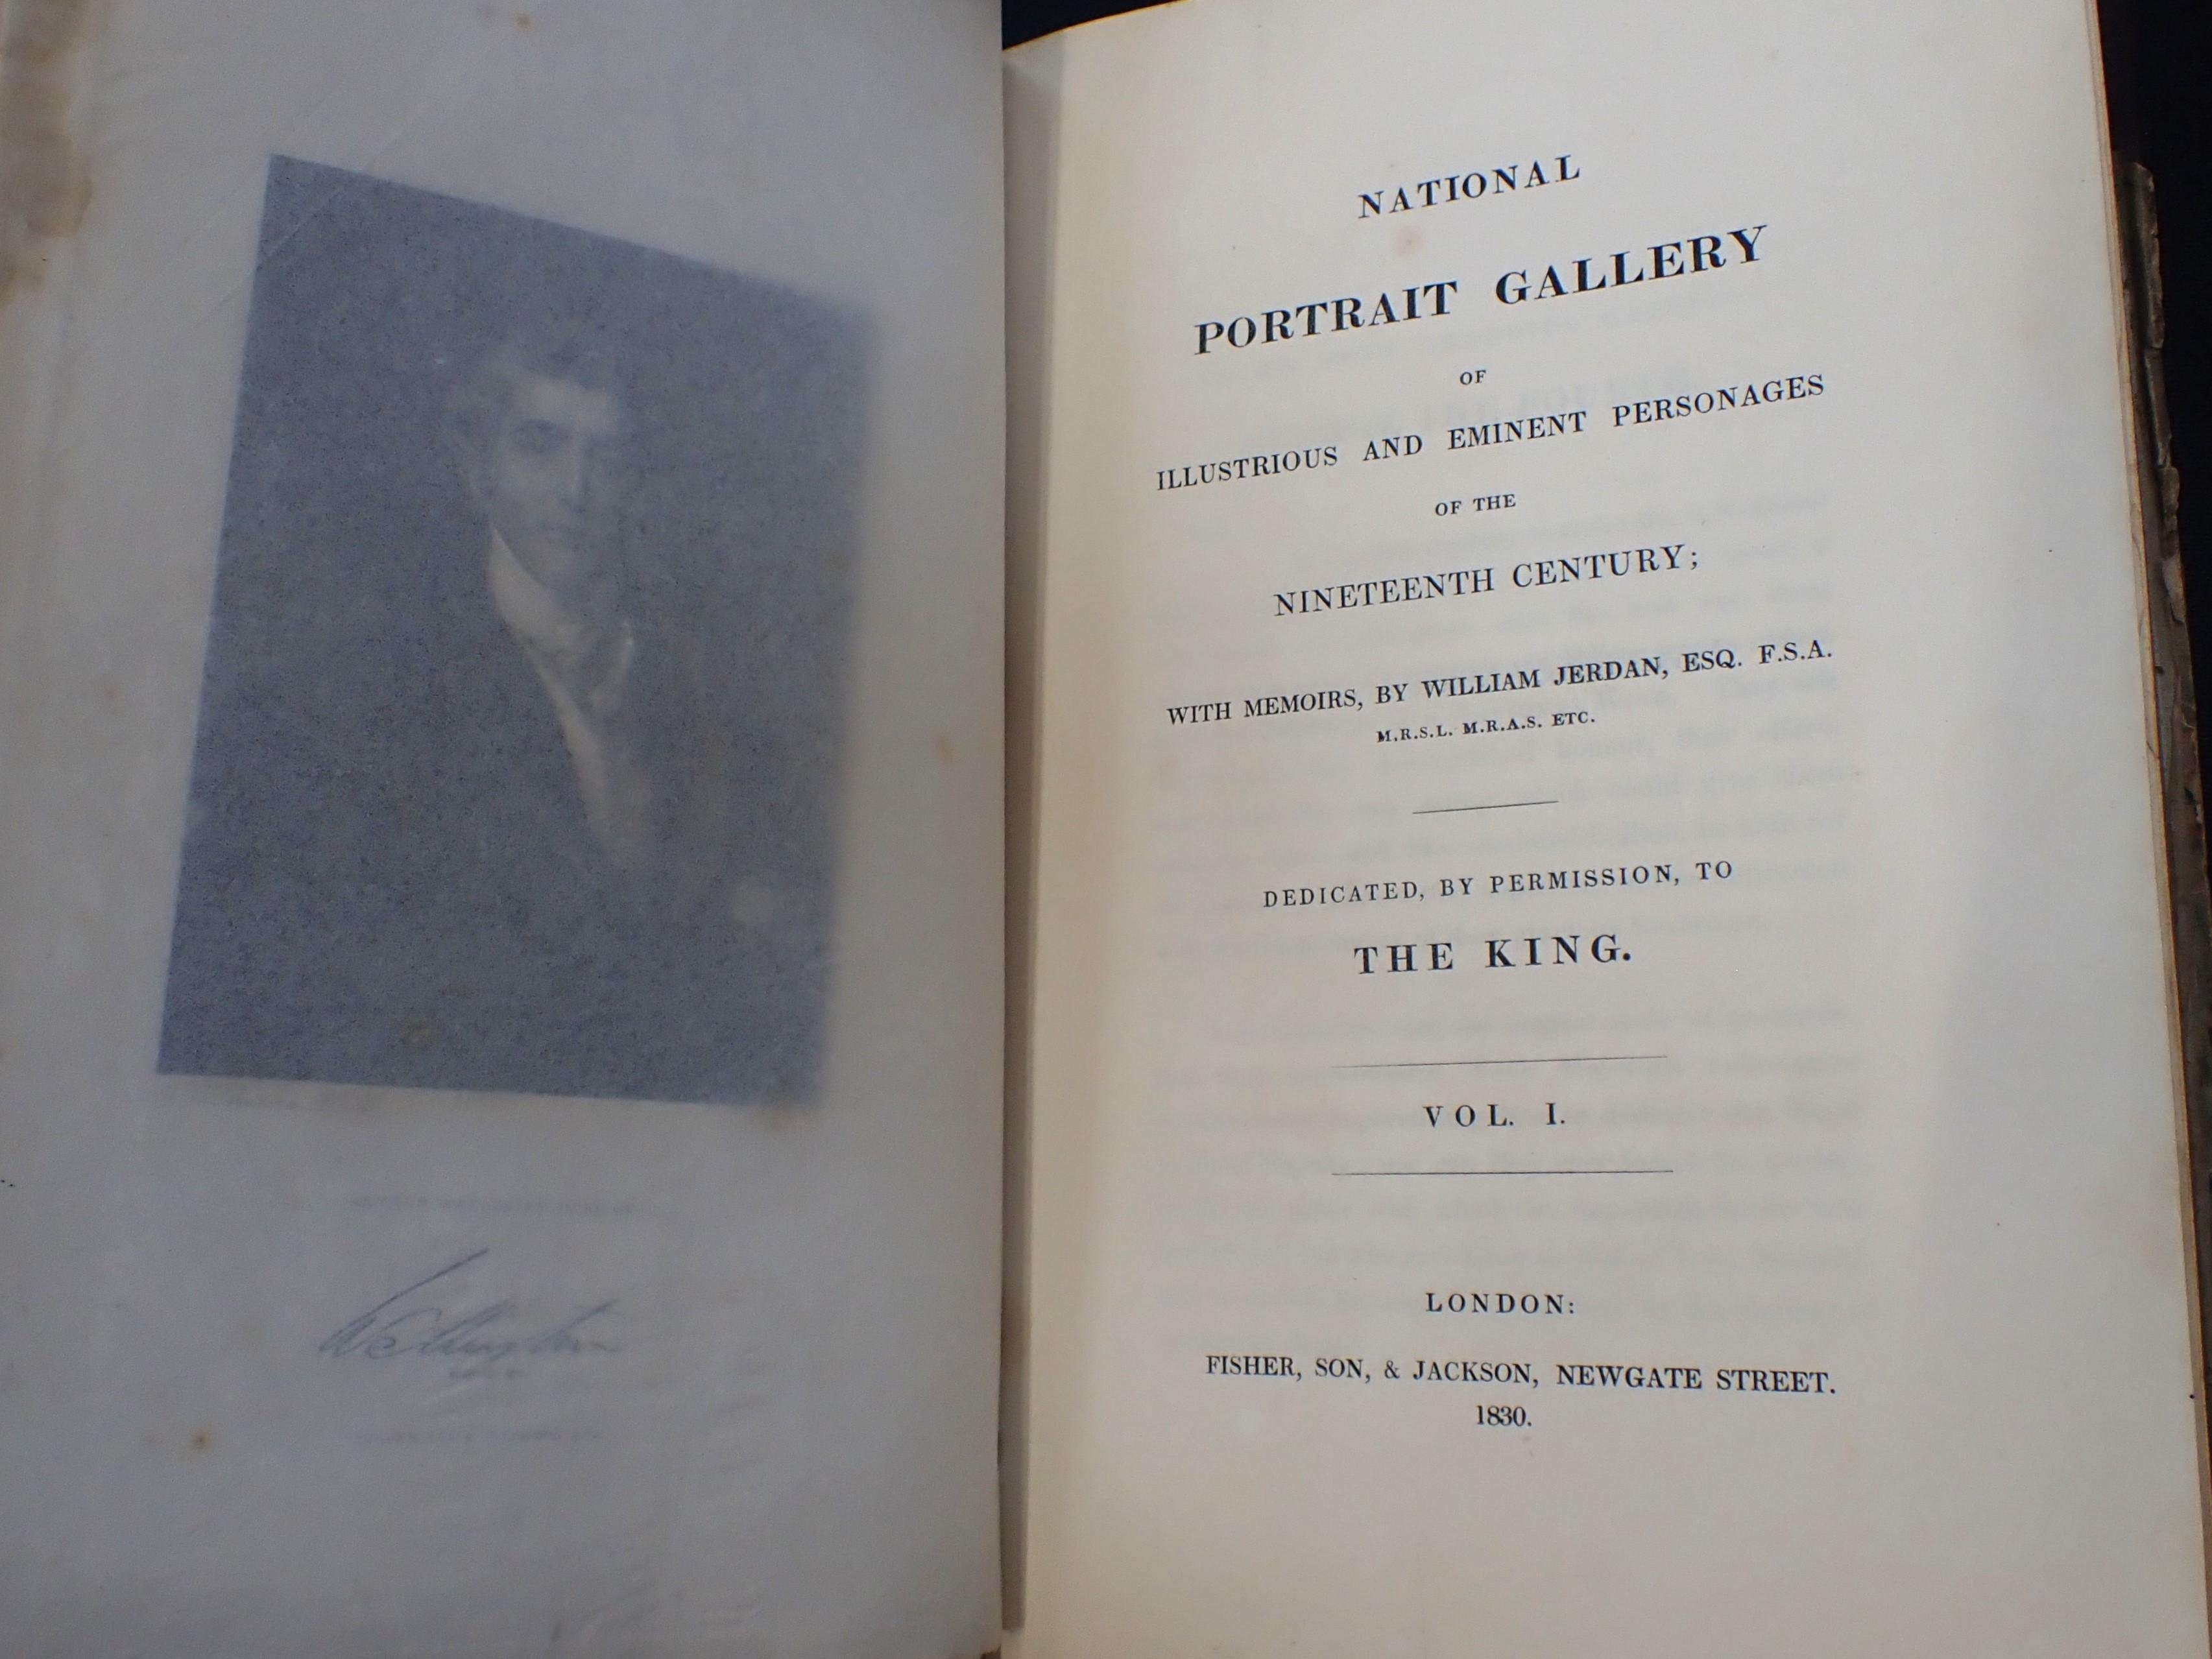 Wellington
NATIONAL
PORTRAIT GALLERY
OF
ILLUSTRIOUS AND EMINENT PERSONAGES
OF THE
NINETEENTH CENTURY;
WITH MEMOIRS, BY WILLIAM JERDAN, ESQ. F.S.A.
M.R.S.L. M.R.A.S. ETC.
DEDICATED, BY PERMISSION, TO
THE KING.
VOL. I.
LONDON:
FISHER, SON, & JACKSON, NEWGATE STREET.
1830.